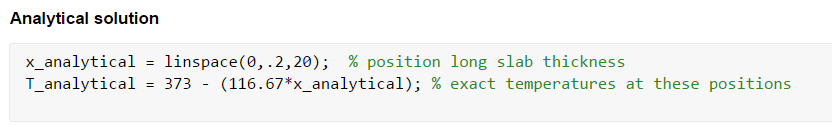 Analytical solution
x_analytical = linspace(0,.2,20);  % position long slab thickness
T_analytical = 373 - (116.67*x_analytical); % exact temperatures at these positions